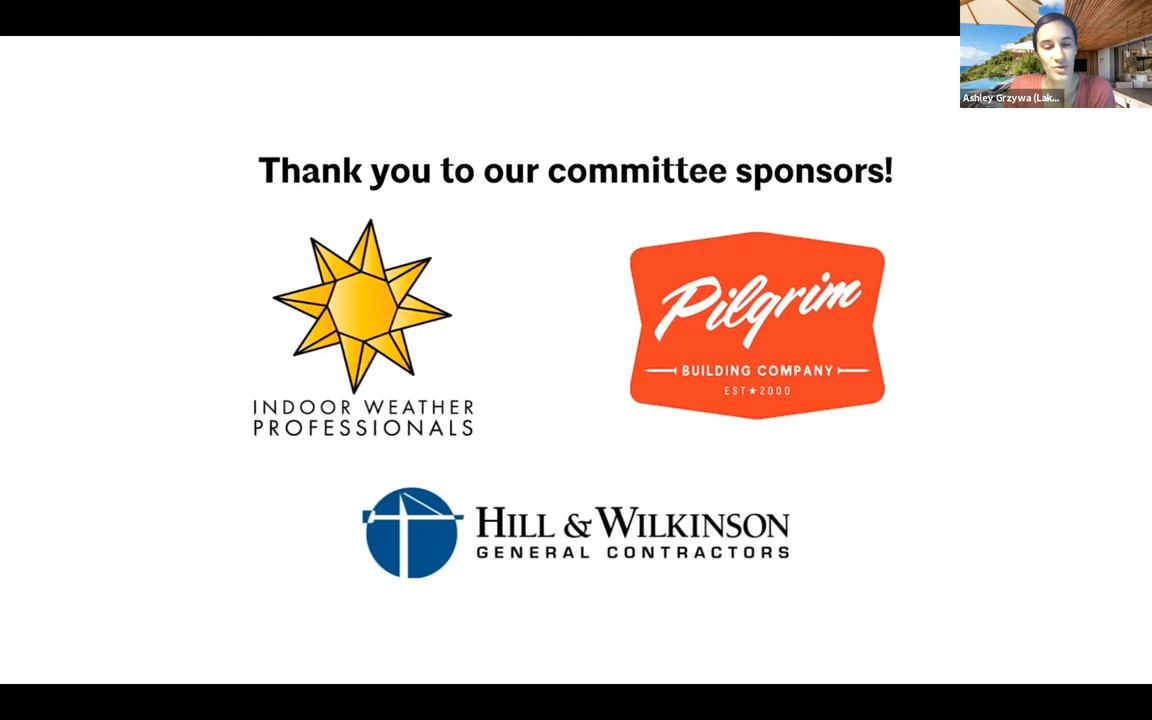 Ashley Grzywa (Lak...
Thank you to our committee sponsors!
INDOOR WEATHER
PROFESSIONALS
Pilgrim
BUILDING COMPANY
EST★2000
HILL & WILKINSON
GENERAL CONTRACTORS